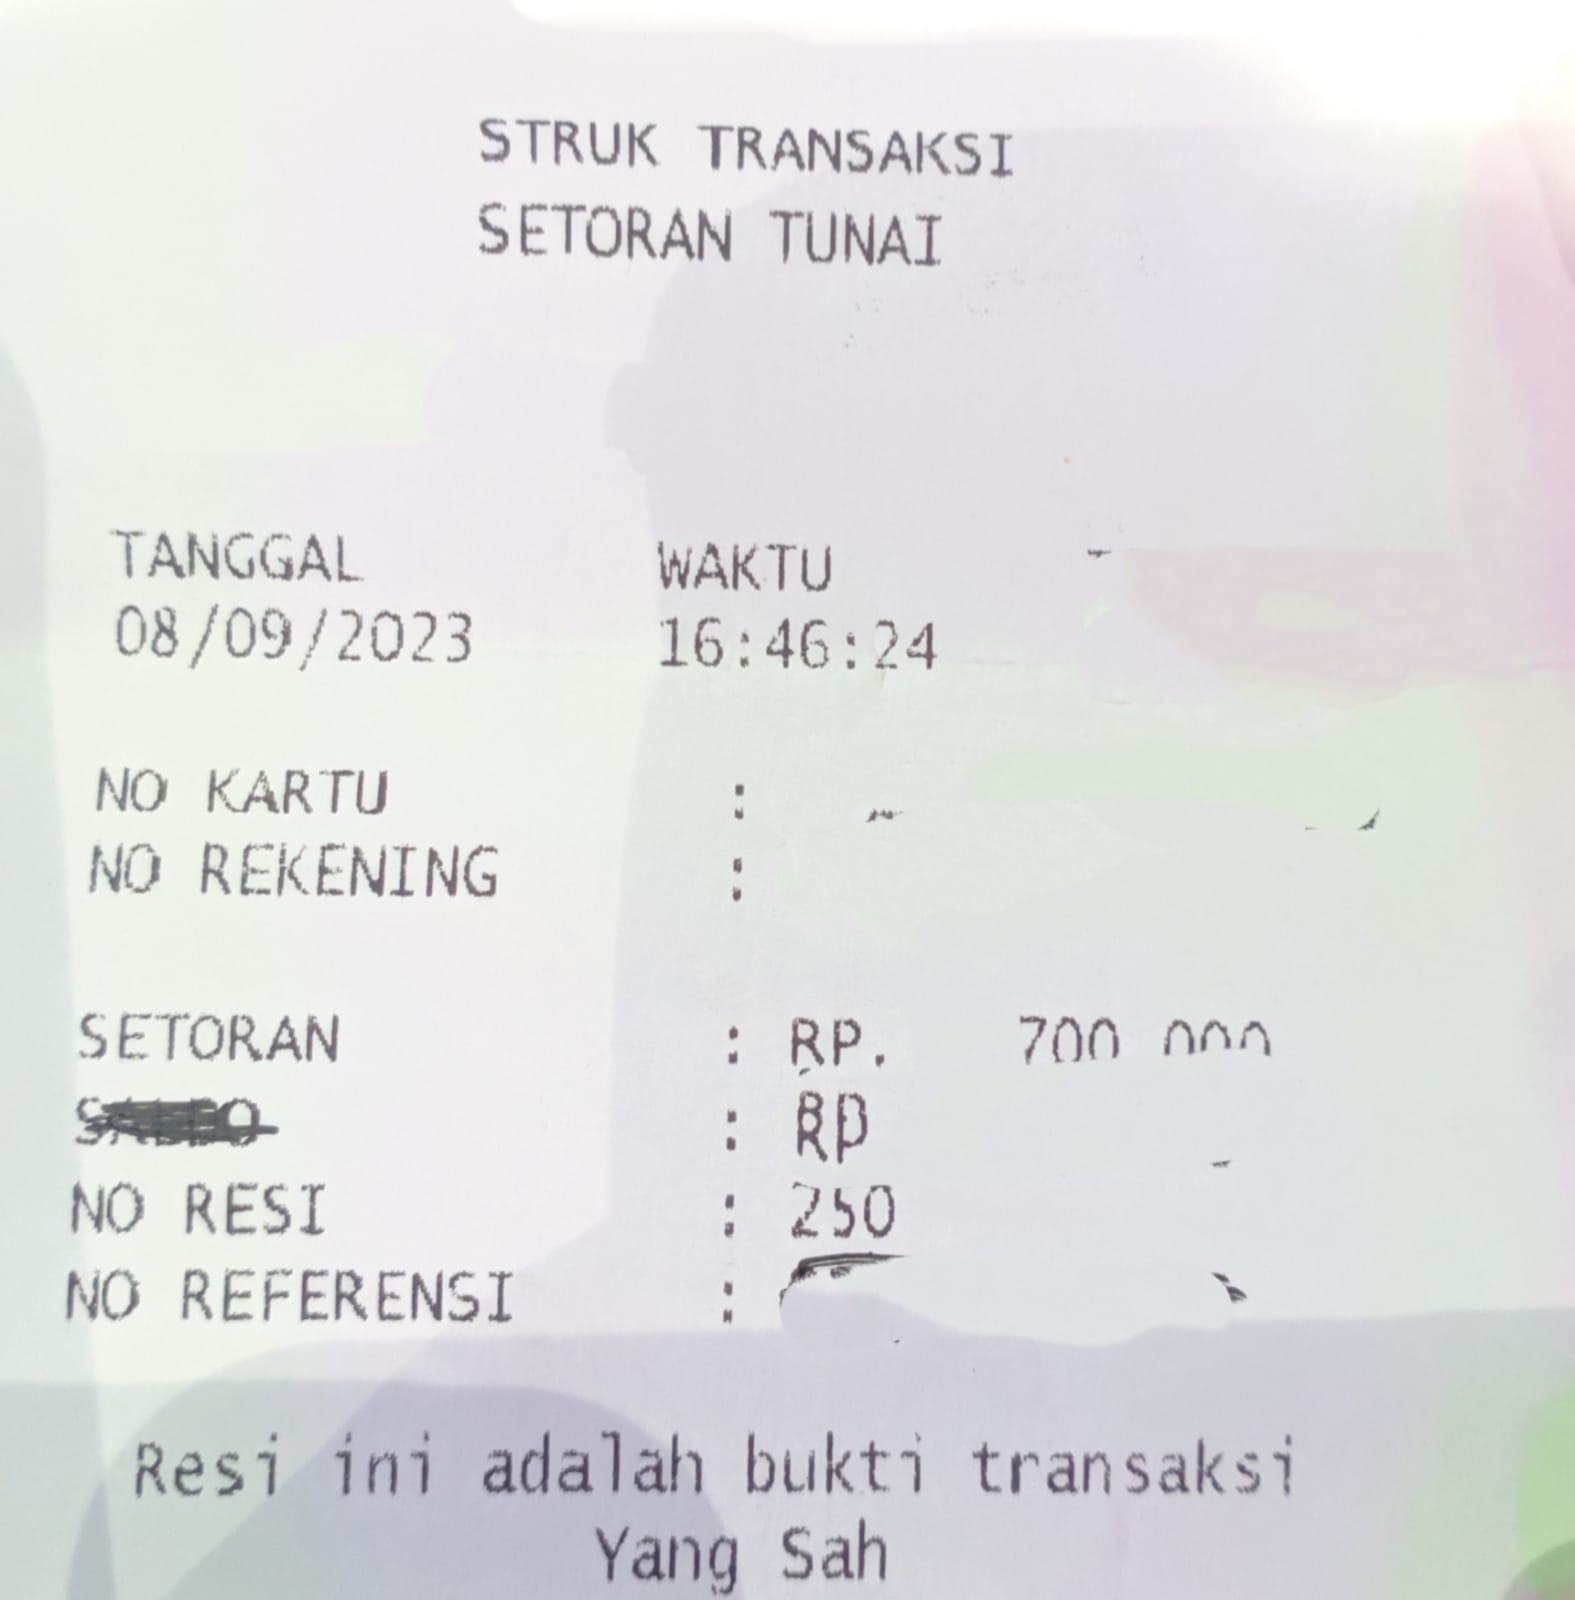 STRUK TRANSAKSI
SETORAN TUNAI
TANGGAL WAKTU
08/09/2023 16:46:24
NO KARTU :
NO REKENING :
SETORAN : RP. 700 000
: RP
NO RESI : 250
NO REFERENSI :
Resi ini adalah bukti transaksi
Yang Sah